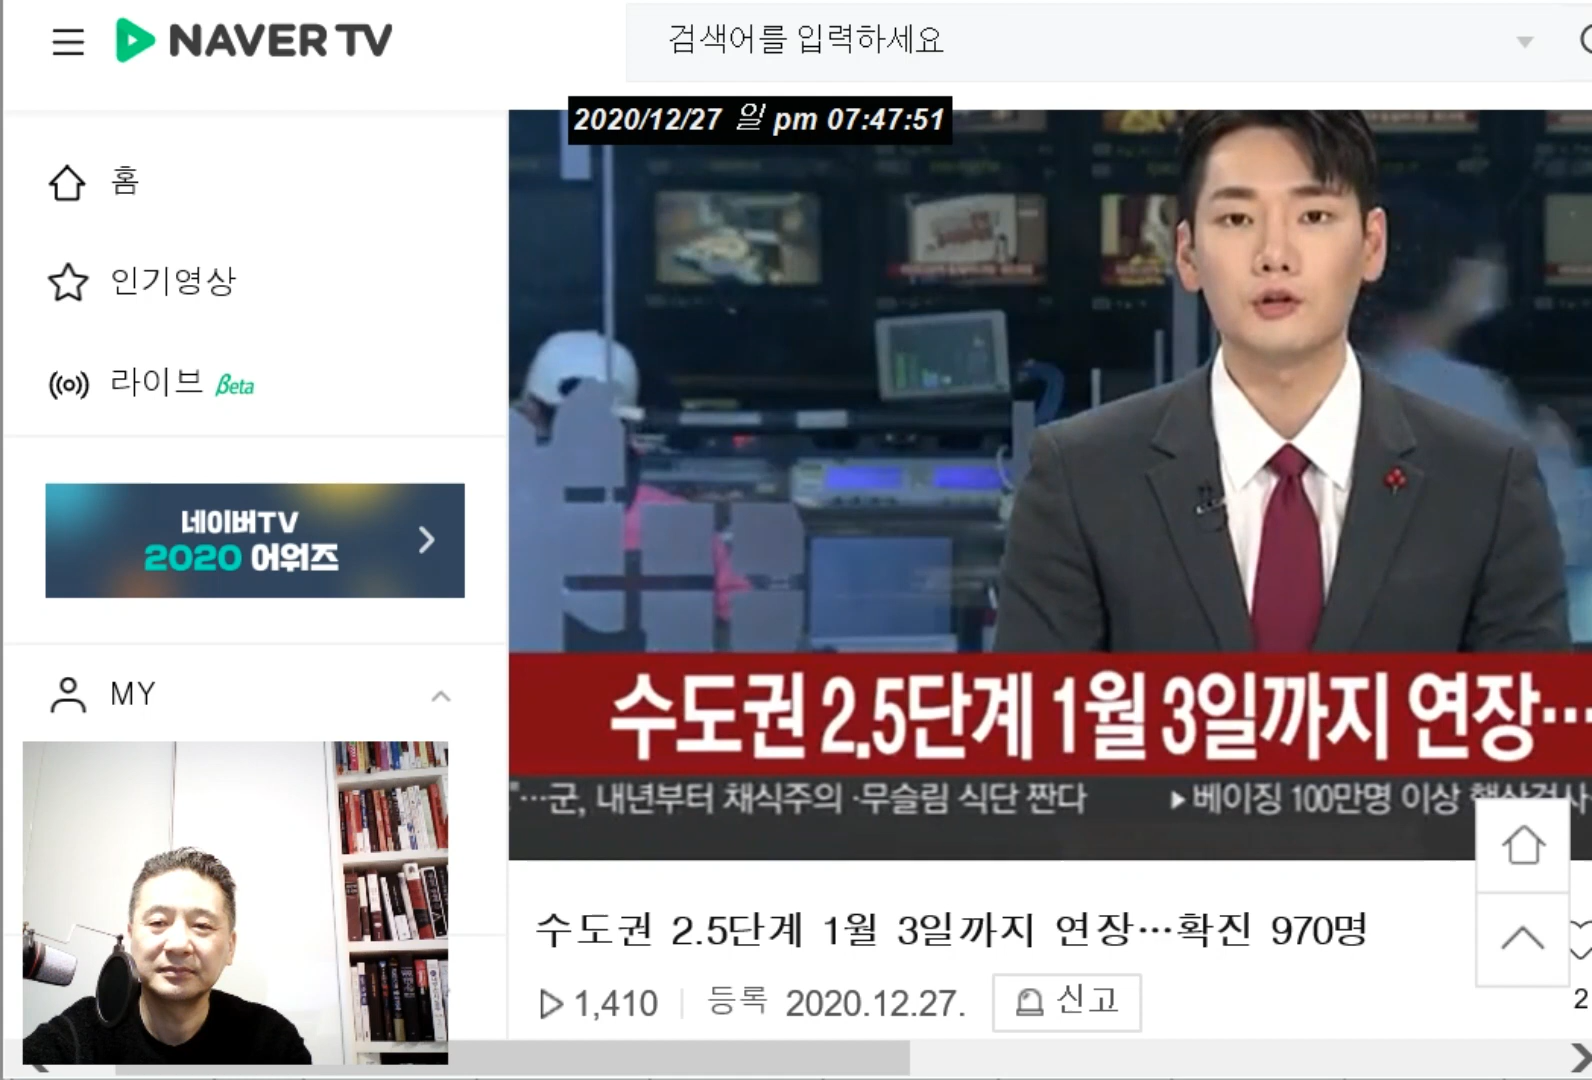 NAVER TV
검색어를 입력하세요
2020/12/27 일 pm 07:47:51
홈
인기영상
라이브 Beta
네이버TV
2020 어워즈
MY
수도권 2.5단계 1월 3일까지 연장…
"…군, 내년부터 채식주의·무슬림 식단 짠다 ▶베이징 100만명 이상 핵산검사
수도권 2.5단계 1월 3일까지 연장…확진 970명
1,410 등록 2020.12.27. 신고
2